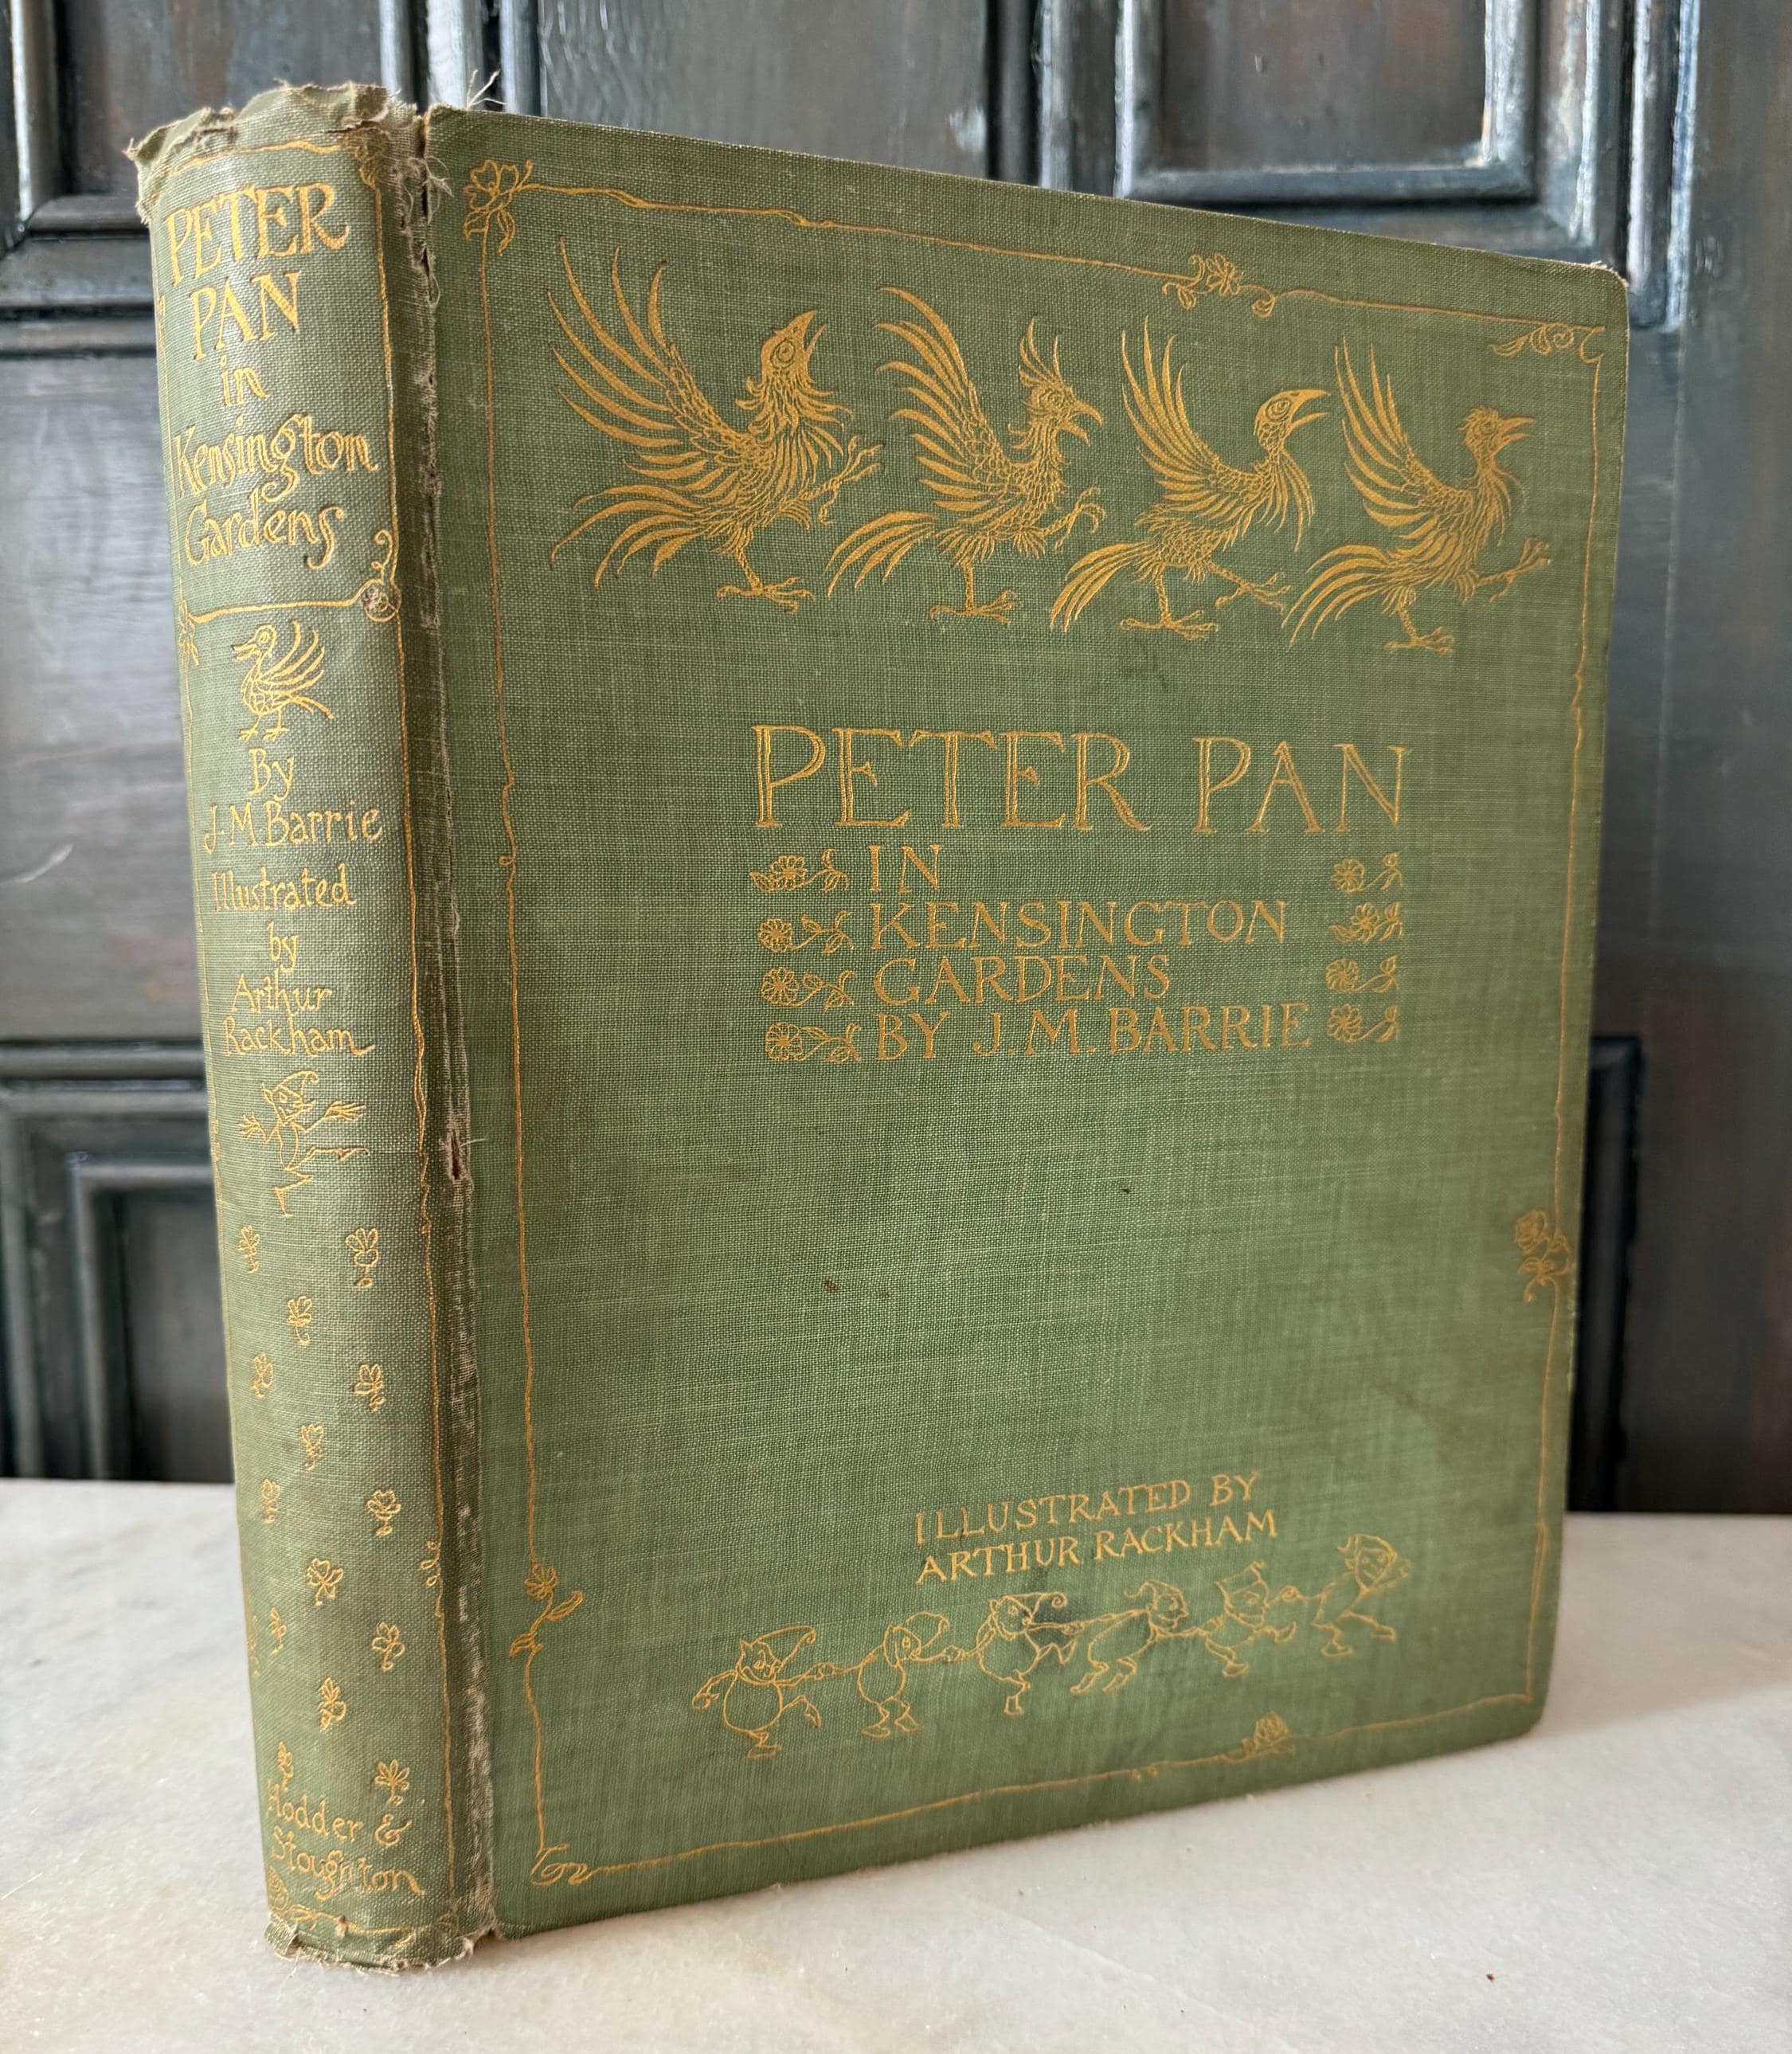 PETER
PAN
in
Kensington
Gardens
By
J·M·Barrie
Illustrated
by
Arthur
Rackham
Hodder &
Stoughton
PETER PAN
IN
KENSINGTON
GARDENS
BY J.M.BARRIE
ILLUSTRATED BY
ARTHUR RACKHAM